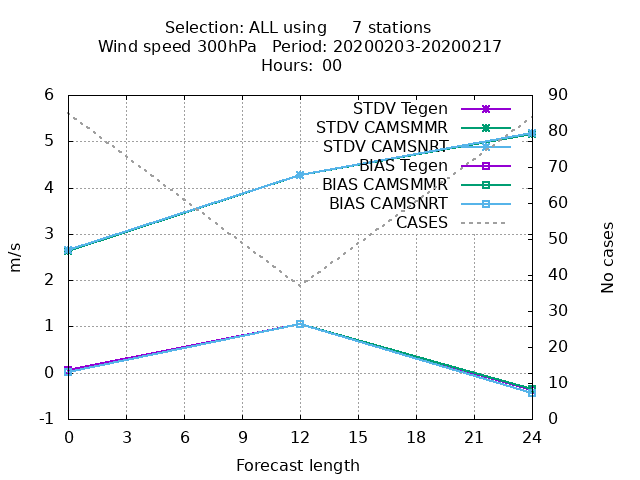 Selection: ALL using     7 stations
Wind speed 300hPa   Period: 20200203-20200217
Hours: 00
STDV Tegen
STDV CAMSMMR
STDV CAMSNRT
BIAS Tegen
BIAS CAMSMMR
BIAS CAMSNRT
CASES
6
5
4
3
2
1
0
-1
m/s
90
80
70
60
50
40
30
20
10
0
No cases
0 3 6 9 12 15 18 21 24
Forecast length